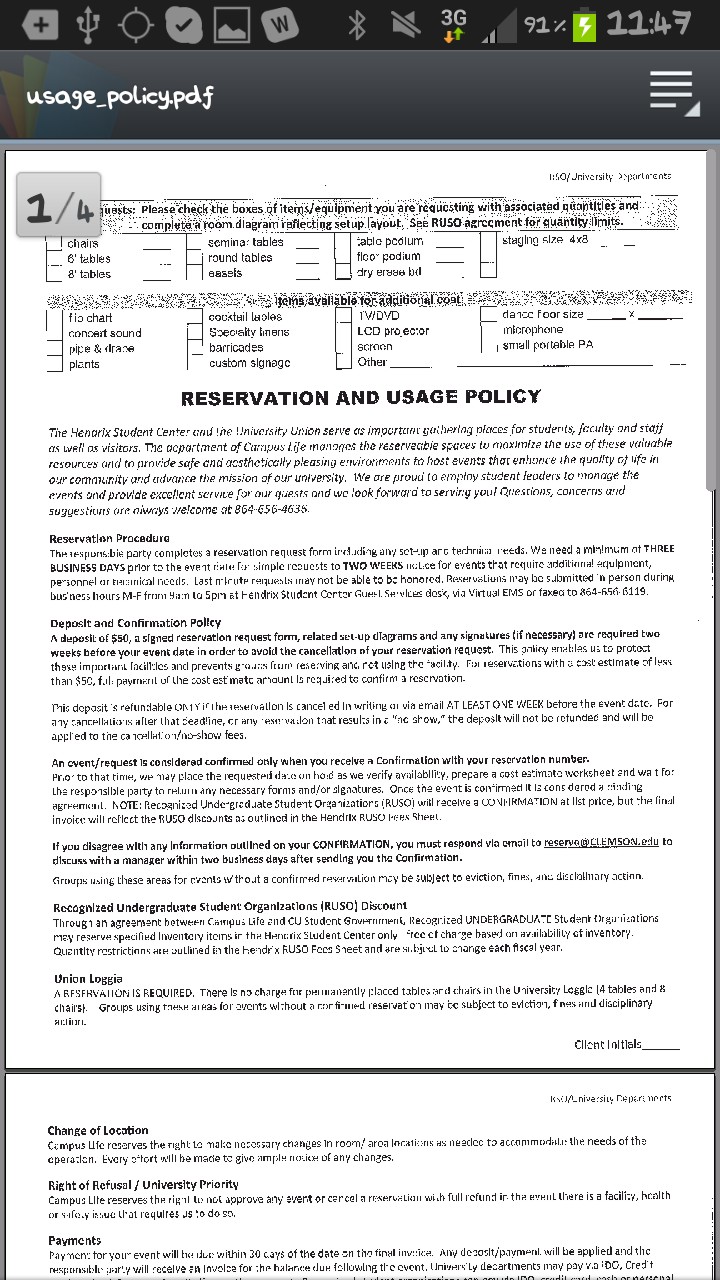 3G 91% 11:47
usage_policy.pdf
1/4
RSO/University Departments
uests: Please check the boxes of items/equipment you are requesting with associated quantities and
complete a room diagram reflecting setup layout. See RUSO agreement for quantity limits.
chairs ____ seminar tables ____ table podium ____ staging size 4x8 __ __
6' tables ____ round tables ____ floor podium ____
8' tables ____ easels ____ dry erase bd ____
Items available for additional cost
flip chart cocktail tables TV/DVD dance floor size ______ x ____
concert sound Specialty linens LCD projector microphone
pipe & drape barricades screen small portable PA
plants custom signage Other ______
RESERVATION AND USAGE POLICY
The Hendrix Student Center and the University Union serve as important gathering places for students, faculty and staff
as well as visitors. The department of Campus Life manages the reserveable spaces to maximize the use of these valuable
resources and to provide safe and aesthetically pleasing environments to host events that enhance the quality of life in
our community and advance the mission of our university. We are proud to employ student leaders to manage the
events and provide excellent service for our guests and we look forward to serving you! Questions, concerns and
suggestions are always welcome at 864-656-4636.
Reservation Procedure
The responsible party completes a reservation request form including any set-up and technical needs. We need a minimum of THREE
BUSINESS DAYS prior to the event date for simple requests to TWO WEEKS notice for events that require additional equipment,
personnel or technical needs. Last minute requests may not be able to be honored. Reservations may be submitted in person during
business hours M-F from 9am to 5pm at Hendrix Student Center Guest Services desk, via Virtual EMS or faxed to 864-656-6119.
Deposit and Confirmation Policy
A deposit of $50, a signed reservation request form, related set-up diagrams and any signatures (if necessary) are required two
weeks before your event date in order to avoid the cancellation of your reservation request. This policy enables us to protect
these important facilities and prevents groups from reserving and not using the facility. For reservations with a cost estimate of less
than $50, full payment of the cost estimate amount is required to confirm a reservation.
This deposit is refundable ONLY if the reservation is cancelled in writing or via email AT LEAST ONE WEEK before the event date. For
any cancellations after that deadline, or any reservation that results in a "no-show," the deposit will not be refunded and will be
applied to the cancellation/no-show fees.
An event/request is considered confirmed only when you receive a Confirmation with your reservation number.
Prior to that time, we may place the requested date on hold as we verify availability, prepare a cost estimate worksheet and wait for
the responsible party to return any necessary forms and/or signatures. Once the event is confirmed it is considered a binding
agreement. NOTE: Recognized Undergraduate Student Organizations (RUSO) will receive a CONFIRMATION at list price, but the final
invoice will reflect the RUSO discounts as outlined in the Hendrix RUSO Fees Sheet.
If you disagree with any information outlined on your CONFIRMATION, you must respond via email to reserve@CLEMSON.edu to
discuss with a manager within two business days after sending you the Confirmation.
Groups using these areas for events without a confirmed reservation may be subject to eviction, fines, and disciplinary action.
Recognized Undergraduate Student Organizations (RUSO) Discount
Through an agreement between Campus Life and CU Student Government, Recognized UNDERGRADUATE Student Organizations
may reserve specified inventory items in the Hendrix Student Center only free of charge based on availability of inventory.
Quantity restrictions are outlined in the Hendrix RUSO Fees Sheet and are subject to change each fiscal year.
Union Loggia
A RESERVATION IS REQUIRED. There is no charge for permanently placed tables and chairs in the University Loggia (4 tables and 8
chairs). Groups using these areas for events without a confirmed reservation may be subject to eviction, fines and disciplinary
action.
Client Initials______
RSO/University Departments
Change of Location
Campus Life reserves the right to make necessary changes in room/ area locations as needed to accommodate the needs of the
operation. Every effort will be made to give ample notice of any changes.
Right of Refusal / University Priority
Campus Life reserves the right to not approve any event or cancel a reservation with full refund in the event there is a facility, health
or safety issue that requires us to do so.
Payments
Payment for your event will be due within 30 days of the date on the final invoice. Any deposit/payment will be applied and the
responsible party will receive an invoice for the balance due following the event. University departments may pay via IDO, Credit